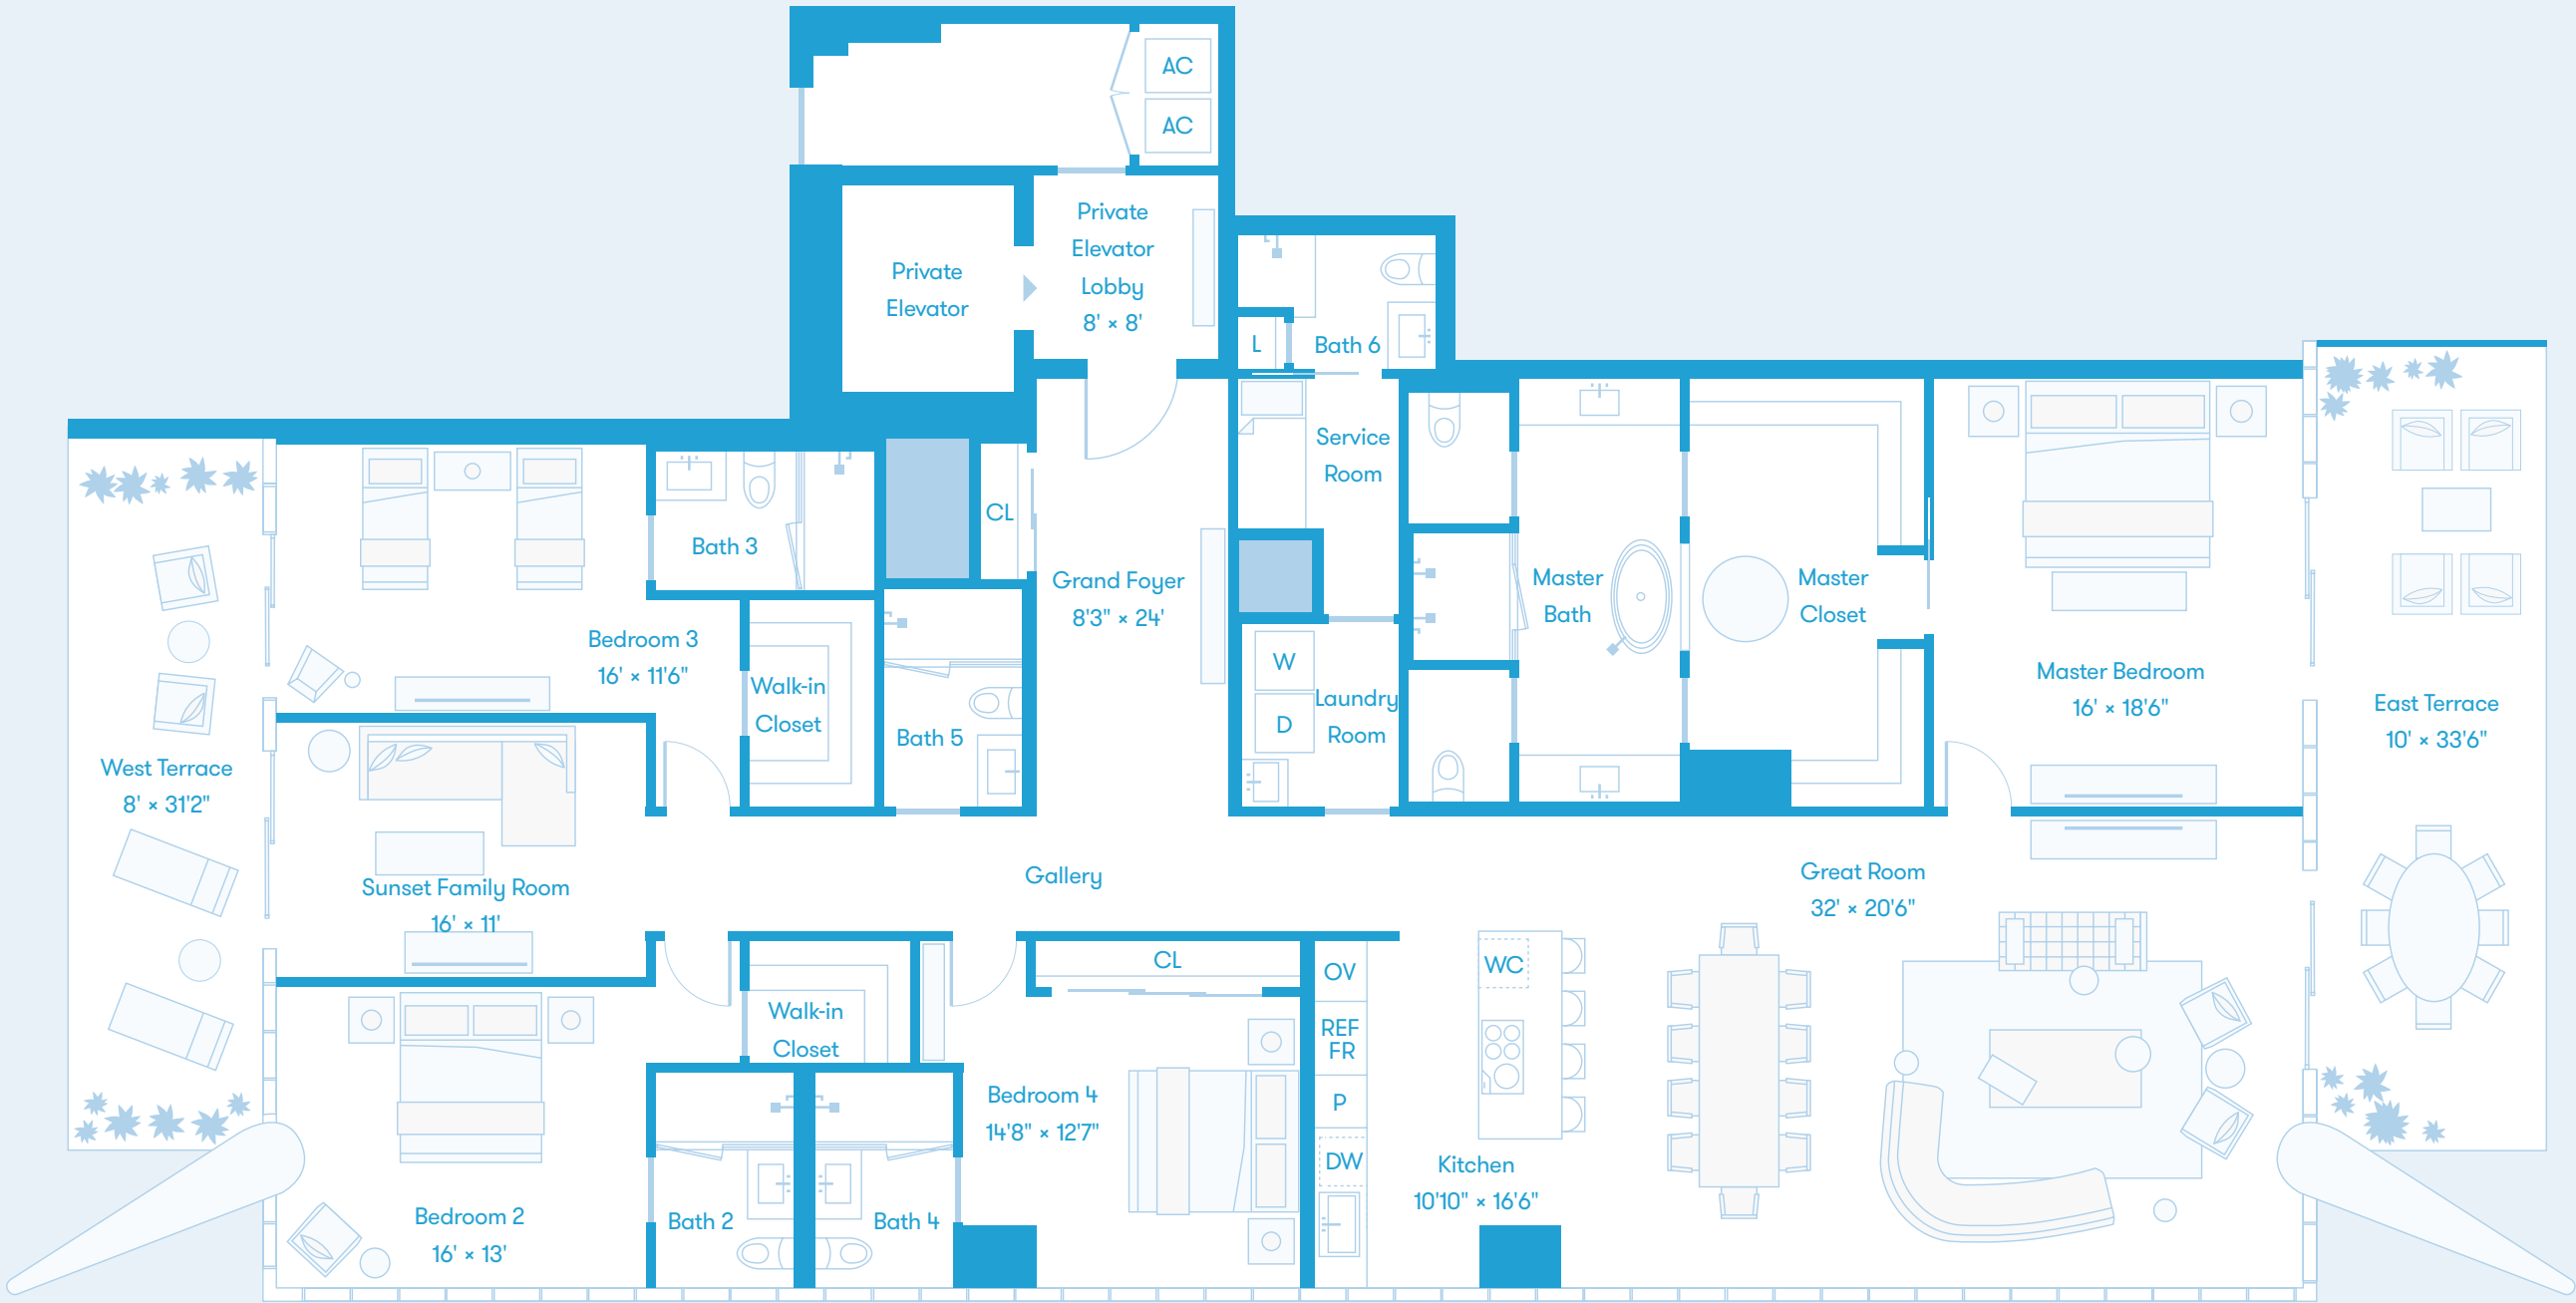 AC
AC
Private
Elevator
Lobby
8' × 8'
Private
Elevator
L
Bath 6
Service
Room
CL
Bath 3
Grand Foyer
8'3" × 24'
Master
Bath
Master
Closet
Bedroom 3
16' × 11'6"
Walk-in
Closet
Bath 5
W
D
Laundry
Room
Master Bedroom
16' × 18'6"
East Terrace
10' × 33'6"
West Terrace
8' × 31'2"
Sunset Family Room
16' × 11'
Gallery
Great Room
32' × 20'6"
CL
OV
REF
FR
P
DW
WC
Walk-in
Closet
Bedroom 4
14'8" × 12'7"
Kitchen
10'10" × 16'6"
Bedroom 2
16' × 13'
Bath 2
Bath 4